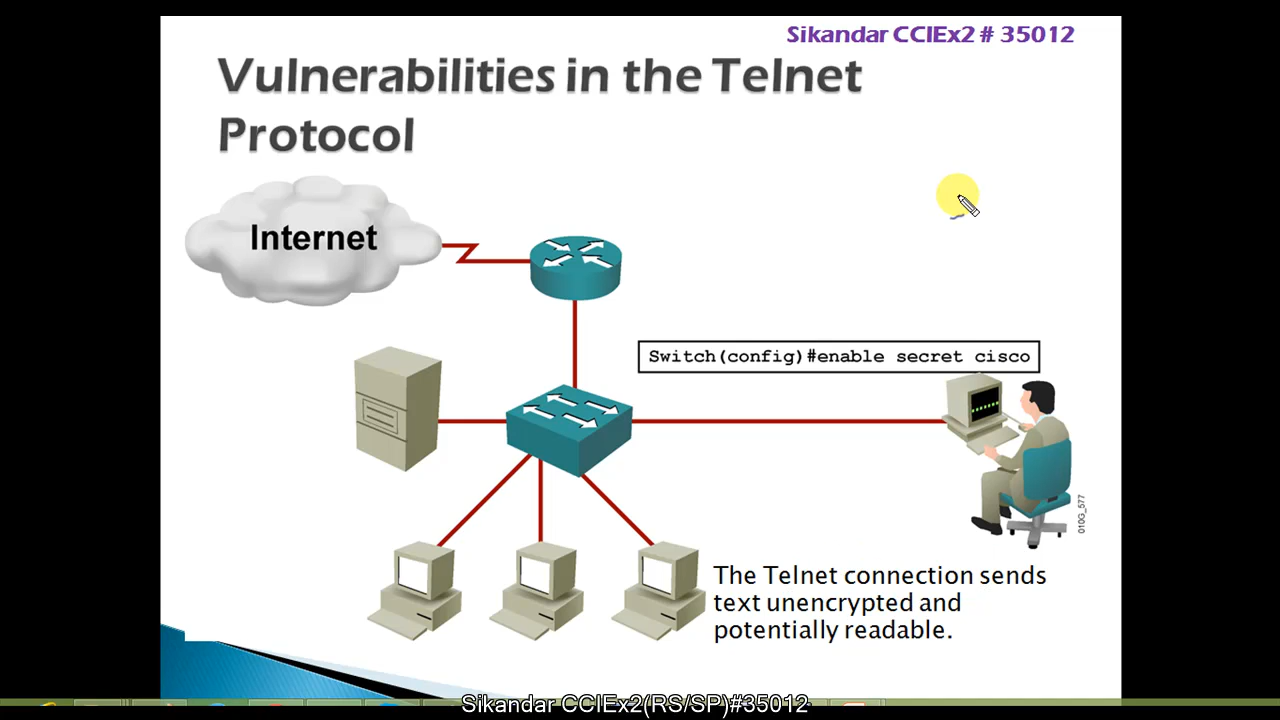 Sikandar CCIEx2 # 35012
Vulnerabilities in the Telnet
Protocol
Internet
Switch(config)#enable secret cisco
010G_577
The Telnet connection sends
text unencrypted and
potentially readable.
Sikandar CCIEx2(RS/SP)#35012